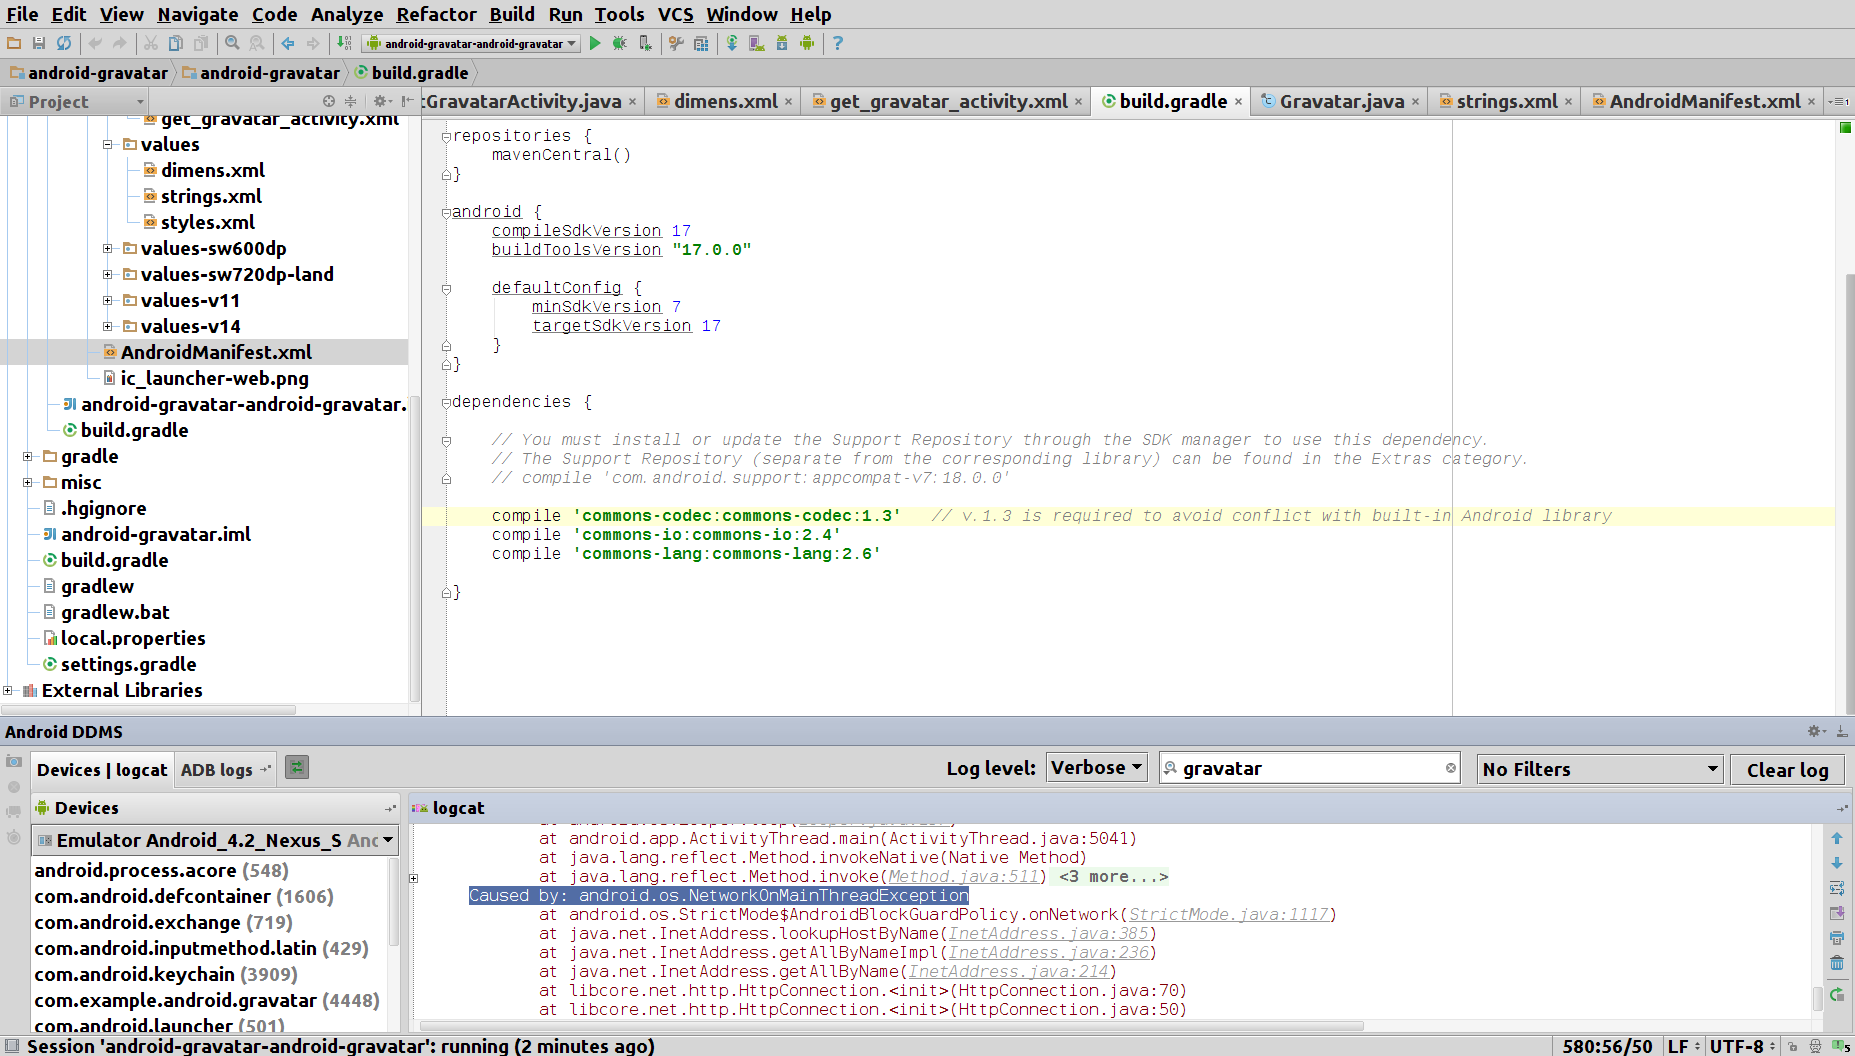 File Edit View Navigate Code Analyze Refactor Build Run Tools VCS Window Help
android-gravatar-android-gravatar
android-gravatar android-gravatar build.gradle
Project
tGravatarActivity.java dimens.xml get_gravatar_activity.xml build.gradle Gravatar.java strings.xml AndroidManifest.xml
get_gravatar_activity.xml
values
dimens.xml
strings.xml
styles.xml
values-sw600dp
values-sw720dp-land
values-v11
values-v14
AndroidManifest.xml
ic_launcher-web.png
android-gravatar-android-gravatar.
build.gradle
gradle
misc
.hgignore
android-gravatar.iml
build.gradle
gradlew
gradlew.bat
local.properties
settings.gradle
External Libraries
repositories {
mavenCentral()
}
android {
compileSdkVersion 17
buildToolsVersion "17.0.0"
defaultConfig {
minSdkVersion 7
targetSdkVersion 17
}
}
dependencies {
// You must install or update the Support Repository through the SDK manager to use this dependency.
// The Support Repository (separate from the corresponding library) can be found in the Extras category.
// compile 'com.android.support:appcompat-v7:18.0.0'
compile 'commons-codec:commons-codec:1.3' // v.1.3 is required to avoid conflict with built-in Android library
compile 'commons-io:commons-io:2.4'
compile 'commons-lang:commons-lang:2.6'
}
Android DDMS
Devices | logcat ADB logs Log level: Verbose gravatar No Filters Clear log
Devices
Emulator Android_4.2_Nexus_S And
android.process.acore (548)
com.android.defcontainer (1606)
com.android.exchange (719)
com.android.inputmethod.latin (429)
com.android.keychain (3909)
com.example.android.gravatar (4448)
com.android.launcher (501)
logcat
at android.app.ActivityThread.main(ActivityThread.java:5041)
at java.lang.reflect.Method.invokeNative(Native Method)
at java.lang.reflect.Method.invoke(Method.java:511) <3 more...>
Caused by: android.os.NetworkOnMainThreadException
at android.os.StrictMode$AndroidBlockGuardPolicy.onNetwork(StrictMode.java:1117)
at java.net.InetAddress.lookupHostByName(InetAddress.java:385)
at java.net.InetAddress.getAllByNameImpl(InetAddress.java:236)
at java.net.InetAddress.getAllByName(InetAddress.java:214)
at libcore.net.http.HttpConnection.<init>(HttpConnection.java:70)
at libcore.net.http.HttpConnection.<init>(HttpConnection.java:50)
Session 'android-gravatar-android-gravatar': running (2 minutes ago) 580:56/50 LF UTF-8 5